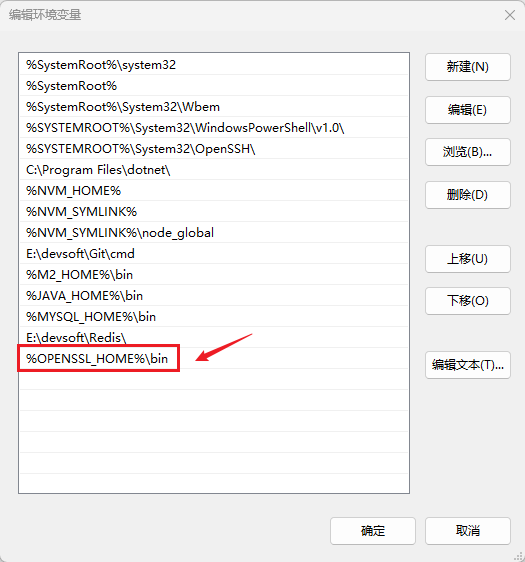 编辑环境变量
%SystemRoot%\system32
%SystemRoot%
%SystemRoot%\System32\Wbem
%SYSTEMROOT%\System32\WindowsPowerShell\v1.0\
%SYSTEMROOT%\System32\OpenSSH\
C:\Program Files\dotnet\
%NVM_HOME%
%NVM_SYMLINK%
%NVM_SYMLINK%\node_global
E:\devsoft\Git\cmd
%M2_HOME%\bin
%JAVA_HOME%\bin
%MYSQL_HOME%\bin
E:\devsoft\Redis\
%OPENSSL_HOME%\bin
新建(N)
编辑(E)
浏览(B)...
删除(D)
上移(U)
下移(O)
编辑文本(T)...
确定
取消